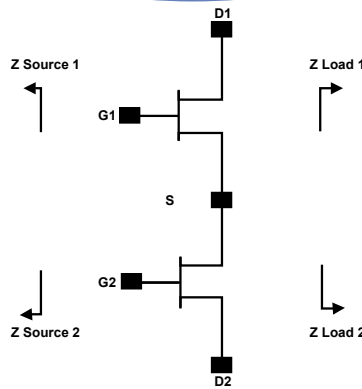 D1
Z Source 1
Z Load 1
G1
S
G2
Z Source 2
Z Load 2
D2